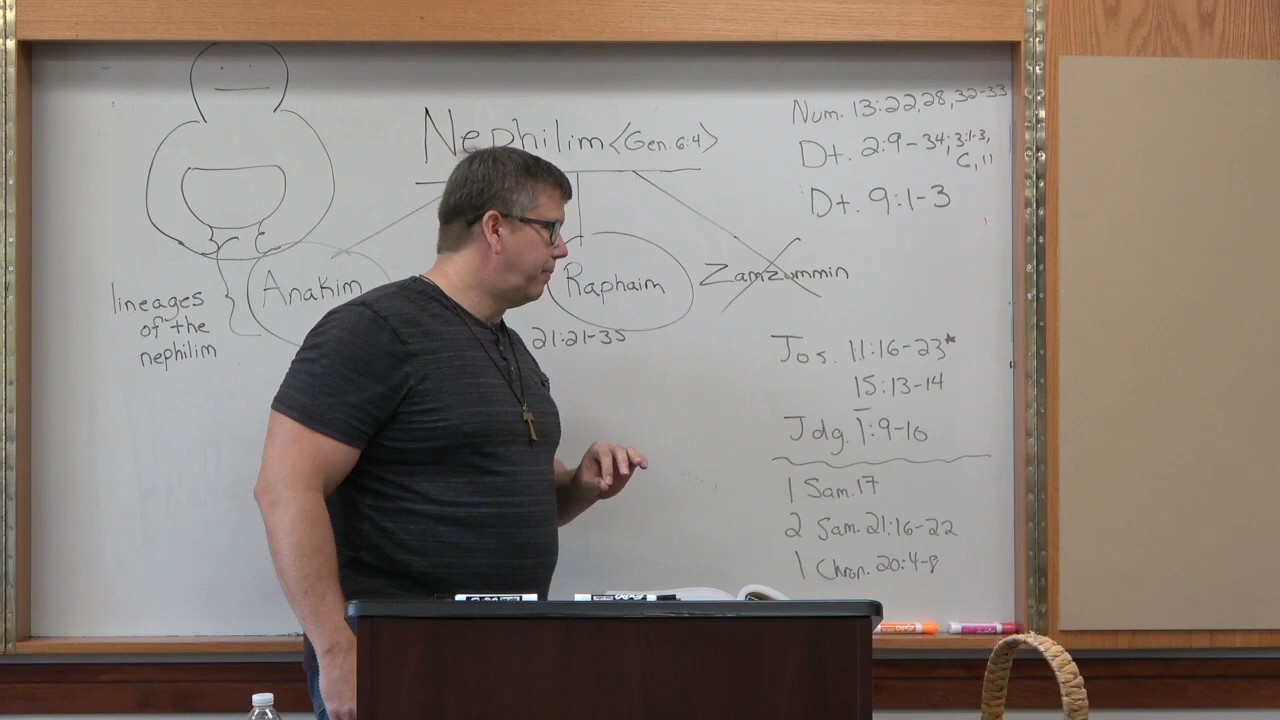 Nephilim <Gen. 6:4>
lineages
of the
nephilim
Anakim
Raphaim
Zamzummin
21:21-35
Num. 13:22,28,32-33
Dt. 2:9-34; 3:1-3,
6,11
Dt. 9:1-3
Jos. 11:16-23*
15:13-14
Jdg. 1:9-10
1 Sam. 17
2 Sam. 21:16-22
1 Chron. 20:4-8